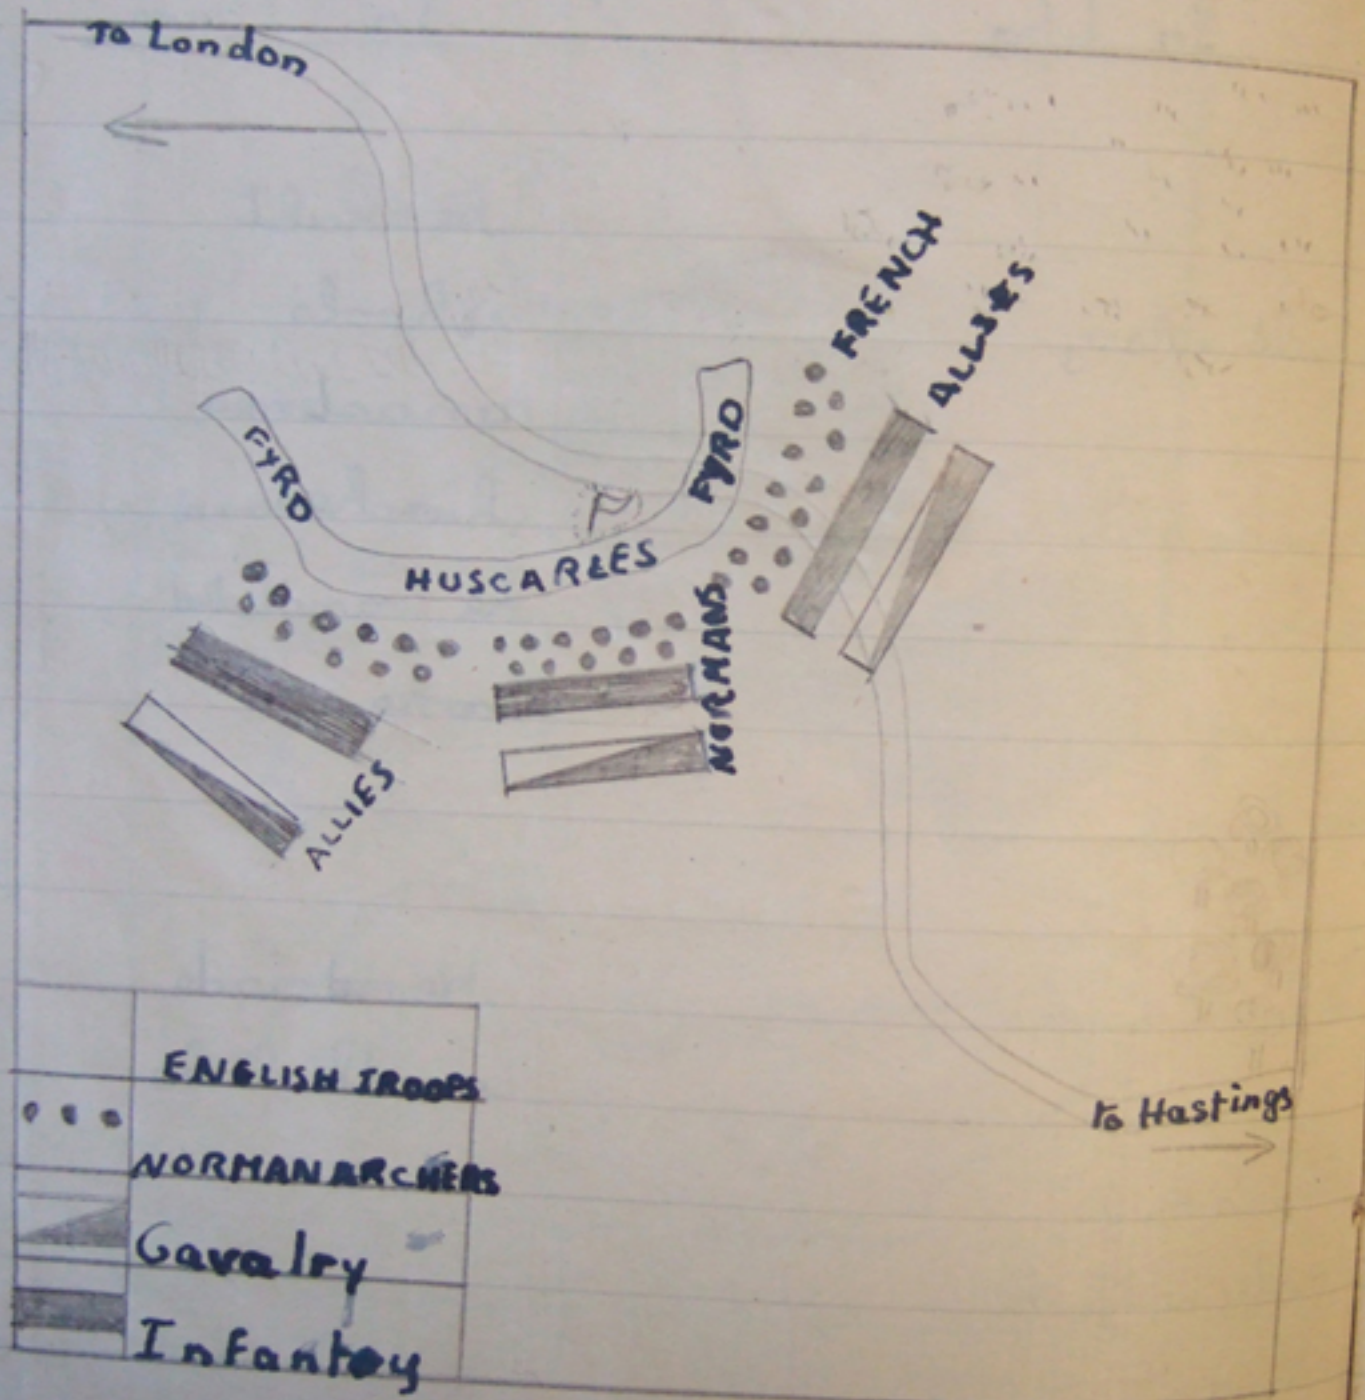 To London
FRENCH
ALLIES
FYRD
FYRD
HUSCARLES
NORMANS
ALLIES
to Hastings
ENGLISH TROOPS
NORMAN ARCHERS
Cavalry
Infantry